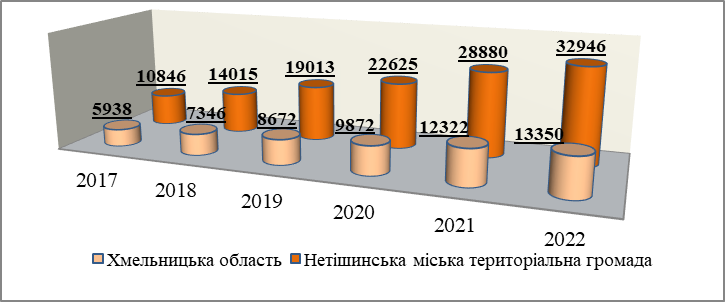 10846 14015 19013 22625 28880 32946
5938 7346 8672 9872 12322 13350
2017 2018 2019 2020 2021 2022
Хмельницька область Нетішинська міська територіальна громада